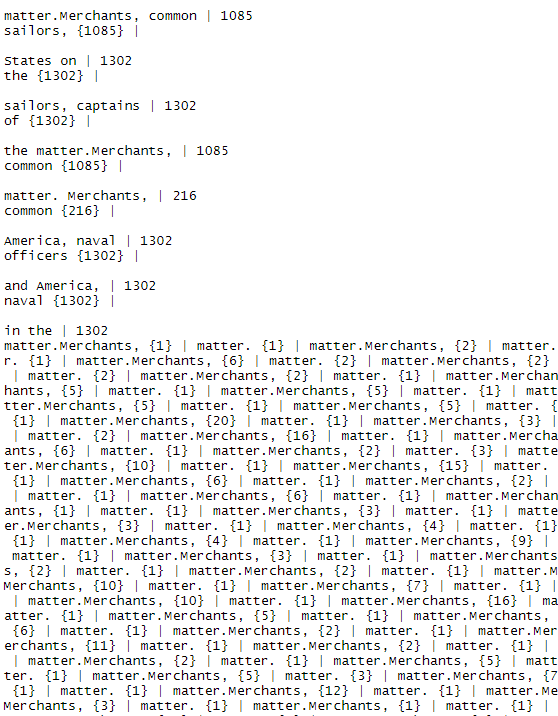 matter.Merchants, common | 1085
sailors, {1085} |
States on | 1302
the {1302} |
sailors, captains | 1302
of {1302} |
the matter.Merchants, | 1085
common {1085} |
matter. Merchants, | 216
common {216} |
America, naval | 1302
officers {1302} |
and America, | 1302
naval {1302} |
in the | 1302
matter.Merchants, {1} | matter. {1} | matter.Merchants, {2} | matter.
r. {1} | matter.Merchants, {6} | matter. {2} | matter.Merchants, {2}
| matter. {2} | matter.Merchants, {2} | matter. {1} | matter.Merchan
hants, {5} | matter. {1} | matter.Merchants, {5} | matter. {1} | matt
tter.Merchants, {5} | matter. {1} | matter.Merchants, {5} | matter. {
{1} | matter.Merchants, {20} | matter. {1} | matter.Merchants, {3} |
| matter. {2} | matter.Merchants, {16} | matter. {1} | matter.Mercha
ants, {6} | matter. {1} | matter.Merchants, {2} | matter. {3} | matte
ter.Merchants, {10} | matter. {1} | matter.Merchants, {15} | matter.
{1} | matter.Merchants, {6} | matter. {1} | matter.Merchants, {2} |
| matter. {1} | matter.Merchants, {6} | matter. {1} | matter.Merchan
ants, {1} | matter. {1} | matter.Merchants, {3} | matter. {1} | matte
er.Merchants, {3} | matter. {1} | matter.Merchants, {4} | matter. {1}
{1} | matter.Merchants, {4} | matter. {1} | matter.Merchants, {9} |
matter. {1} | matter.Merchants, {3} | matter. {1} | matter.Merchants
s, {2} | matter. {1} | matter.Merchants, {2} | matter. {1} | matter.M
Merchants, {10} | matter. {1} | matter.Merchants, {7} | matter. {1} |
| matter.Merchants, {10} | matter. {1} | matter.Merchants, {16} | ma
atter. {1} | matter.Merchants, {5} | matter. {1} | matter.Merchants,
{6} | matter. {1} | matter.Merchants, {2} | matter. {1} | matter.Mer
erchants, {11} | matter. {1} | matter.Merchants, {2} | matter. {1} |
| matter.Merchants, {2} | matter. {1} | matter.Merchants, {5} | matt
ter. {1} | matter.Merchants, {5} | matter. {3} | matter.Merchants, {7
{1} | matter. {1} | matter.Merchants, {12} | matter. {1} | matter.Me
Merchants, {3} | matter. {1} | matter.Merchants, {1} | matter. {1} |